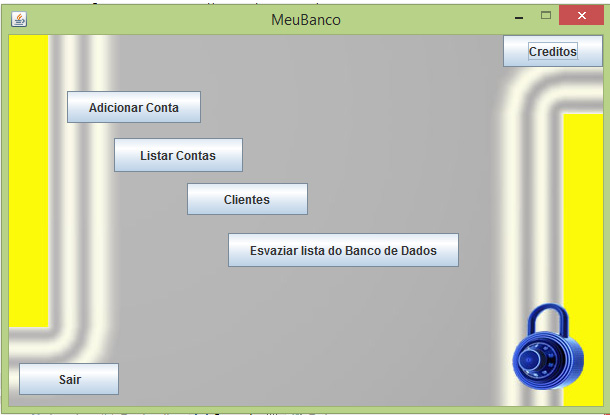 MeuBanco
Creditos
Adicionar Conta
Listar Contas
Clientes
Esvaziar lista do Banco de Dados
Sair